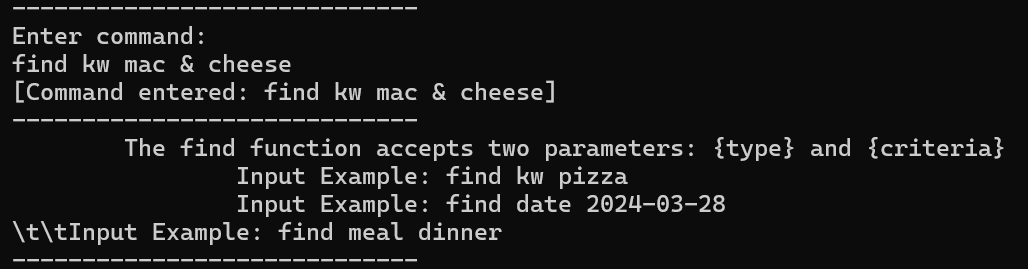 -----------------------------
Enter command:
find kw mac & cheese
[Command entered: find kw mac & cheese]
-----------------------------
The find function accepts two parameters: {type} and {criteria}
Input Example: find kw pizza
Input Example: find date 2024-03-28
\t\tInput Example: find meal dinner
-----------------------------